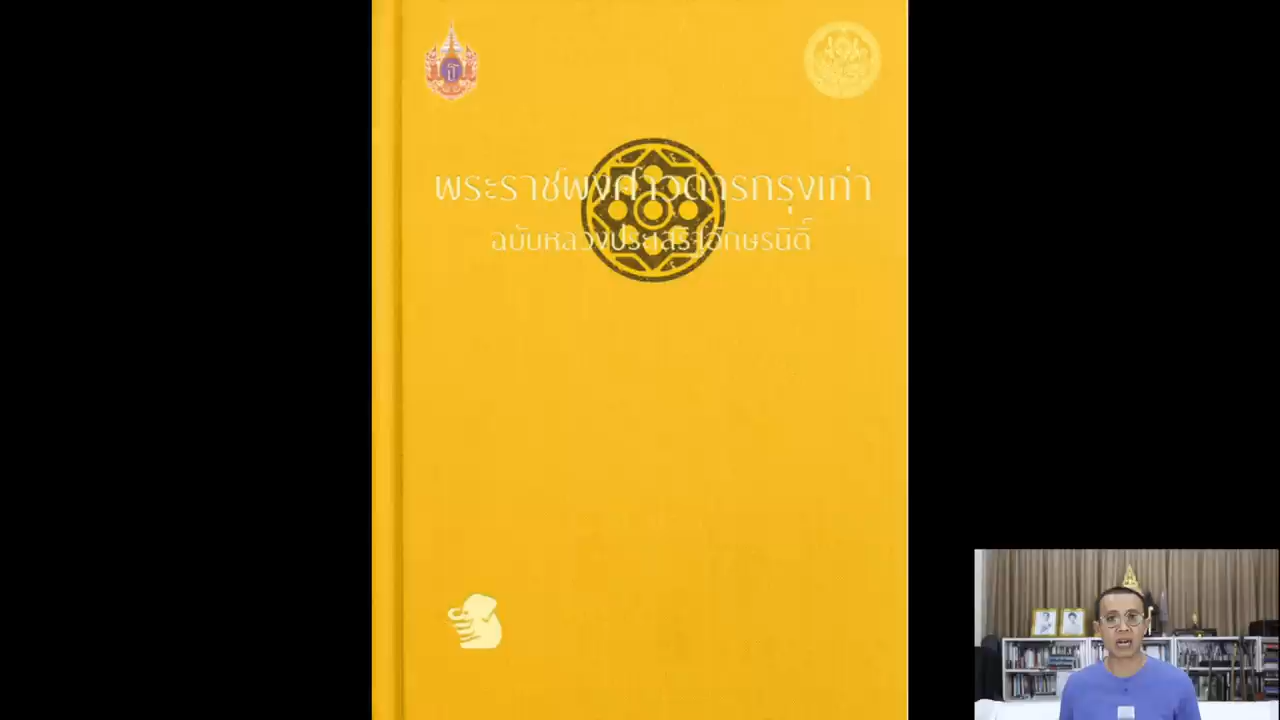 พระราชพงศาวดารกรุงเก่า
ฉบับหลวงประเสริฐอักษรนิติ์